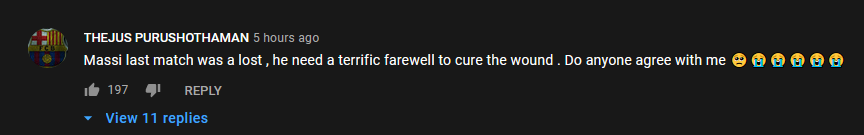 THEJUS PURUSHOTHAMAN 5 hours ago
Massi last match was a lost , he need a terrific farewell to cure the wound . Do anyone agree with me 🥺😭😭😭😭😭
197 REPLY
View 11 replies